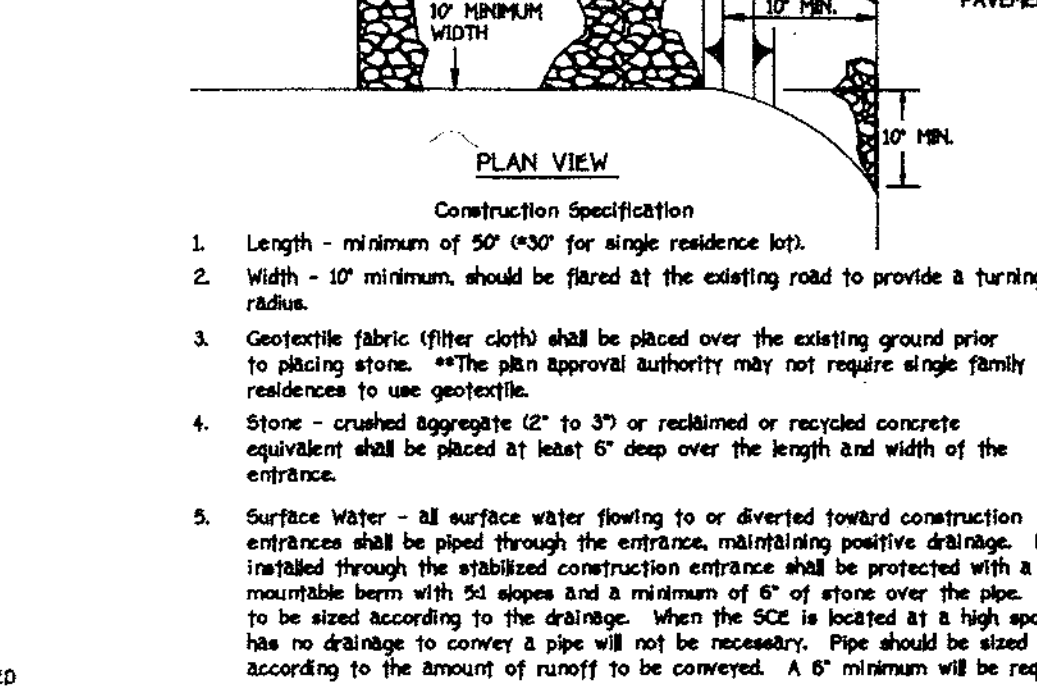 10' MINIMUM
WIDTH
10' MIN.
10' MIN.
PLAN VIEW
Construction Specification
1. Length - minimum of 50' (*30' for single residence lot).
2. Width - 10' minimum, should be flared at the existing road to provide a turning
radius.
3. Geotextile fabric (filter cloth) shall be placed over the existing ground prior
to placing stone. **The plan approval authority may not require single family
residences to use geotextile.
4. Stone - crushed aggregate (2" to 3") or reclaimed or recycled concrete
equivalent shall be placed at least 6" deep over the length and width of the
entrance.
5. Surface Water - all surface water flowing to or diverted toward construction
entrances shall be piped through the entrance, maintaining positive drainage.
installed through the stabilized construction entrance shall be protected with a
mountable berm with 5:1 slopes and a minimum of 6" of stone over the pipe.
to be sized according to the drainage. When the SCE is located at a high spo
has no drainage to convey a pipe will not be necessary. Pipe should be sized
according to the amount of runoff to be conveyed. A 6" minimum will be req